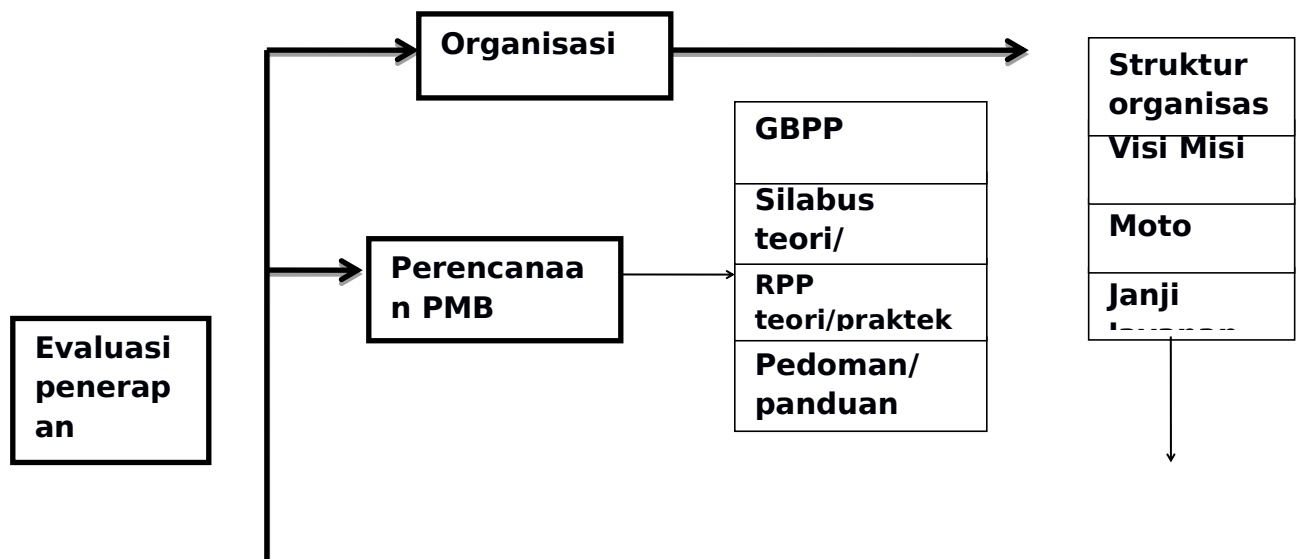 Organisasi
Struktur
organisas
Visi Misi
Moto
Janji
GBPP
Silabus
teori/
RPP
teori/praktek
Pedoman/
panduan
Perencanaa
n PMB
Evaluasi
penerap
an